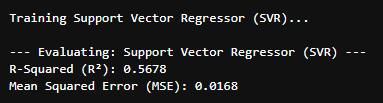 Training Support Vector Regressor (SVR)...
--- Evaluating: Support Vector Regressor (SVR) ---
R-Squared (R²): 0.5678
Mean Squared Error (MSE): 0.0168